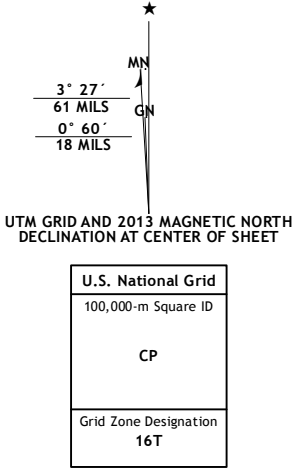 ★
MN
3° 27´
61 MILS
GN
0° 60´
18 MILS
UTM GRID AND 2013 MAGNETIC NORTH
DECLINATION AT CENTER OF SHEET
U.S. National Grid
100,000-m Square ID
CP
Grid Zone Designation
16T